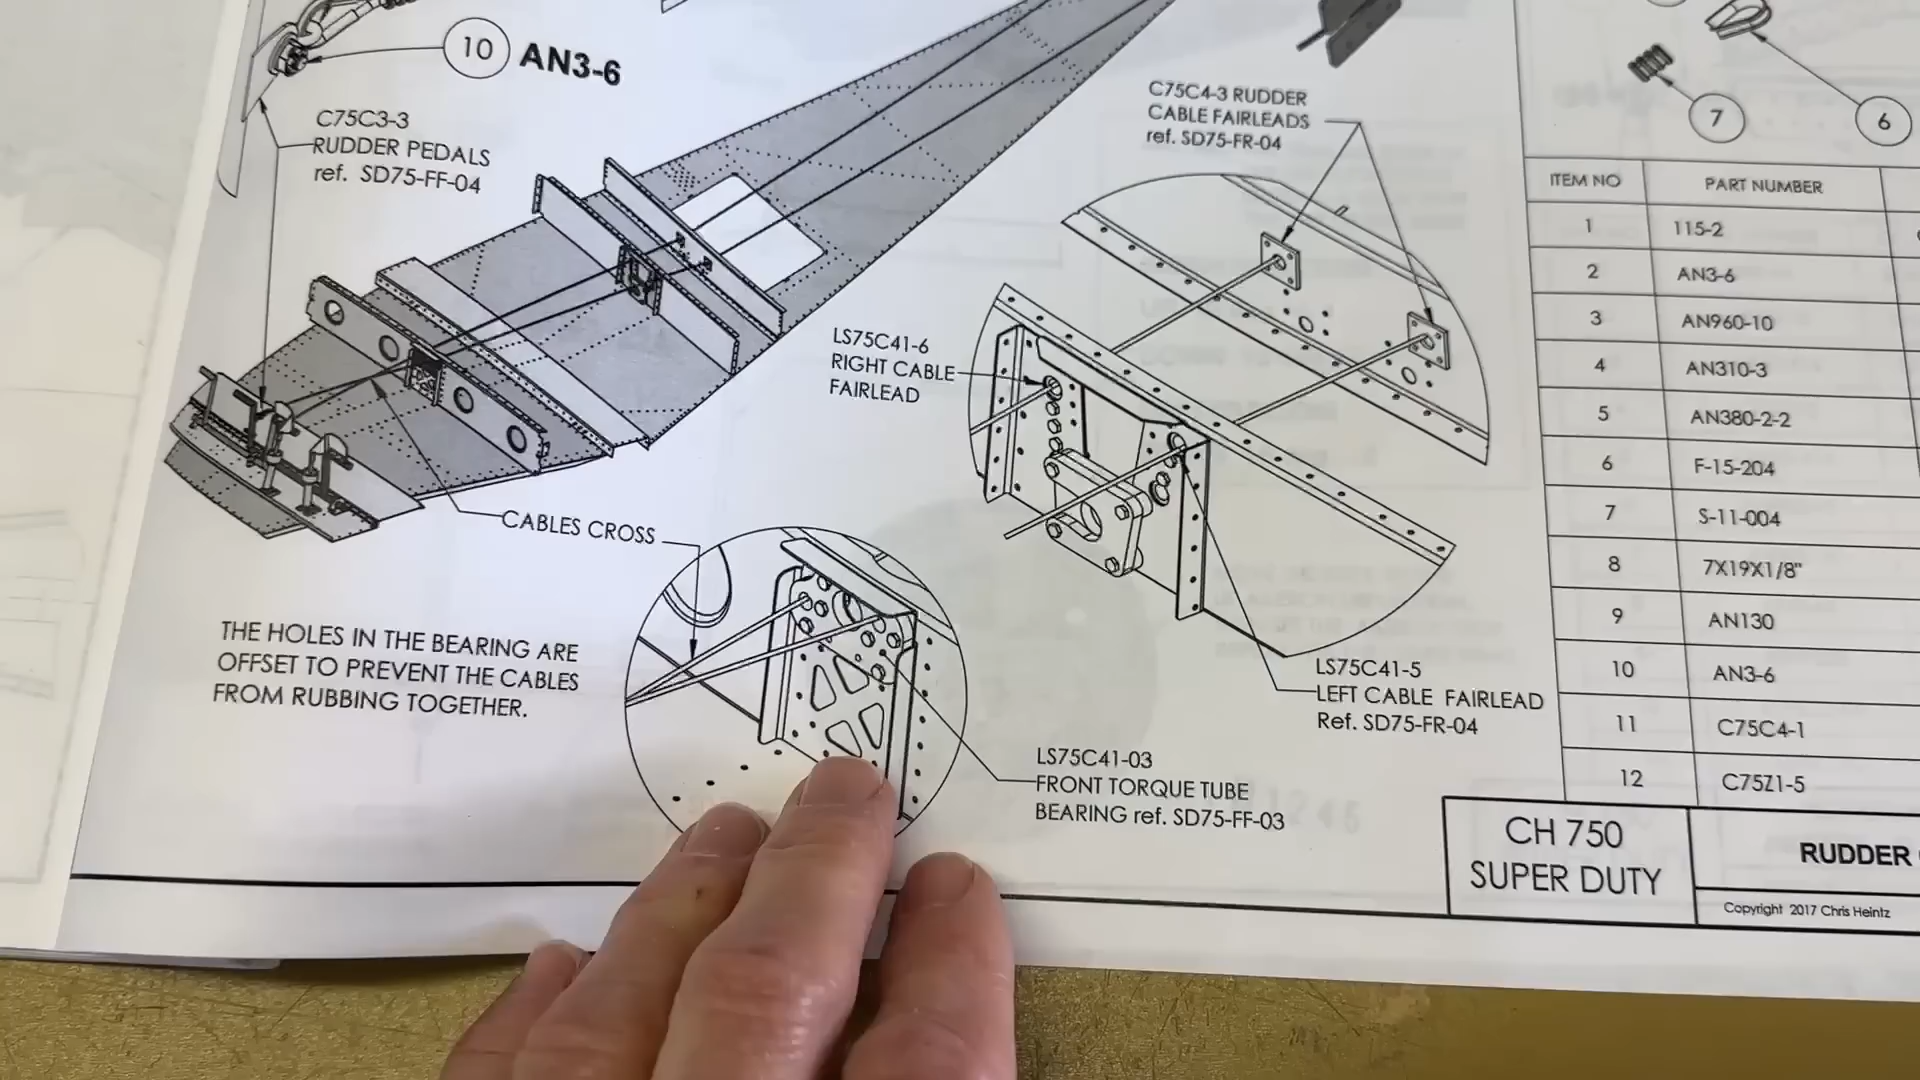 10 AN3-6
C75C3-3
RUDDER PEDALS
ref. SD75-FF-04
C75C4-3 RUDDER
CABLE FAIRLEADS
ref. SD75-FR-04
7
6
LS75C41-6
RIGHT CABLE
FAIRLEAD
CABLES CROSS
THE HOLES IN THE BEARING ARE
OFFSET TO PREVENT THE CABLES
FROM RUBBING TOGETHER.
LS75C41-5
LEFT CABLE FAIRLEAD
Ref. SD75-FR-04
LS75C41-03
FRONT TORQUE TUBE
BEARING ref. SD75-FF-03
ITEM NO PART NUMBER
1 115-2
2 AN3-6
3 AN960-10
4 AN310-3
5 AN380-2-2
6 F-15-204
7 S-11-004
8 7X19X1/8"
9 AN130
10 AN3-6
11 C75C4-1
12 C75Z1-5
CH 750
SUPER DUTY
RUDDER
Copyright 2017 Chris Heintz